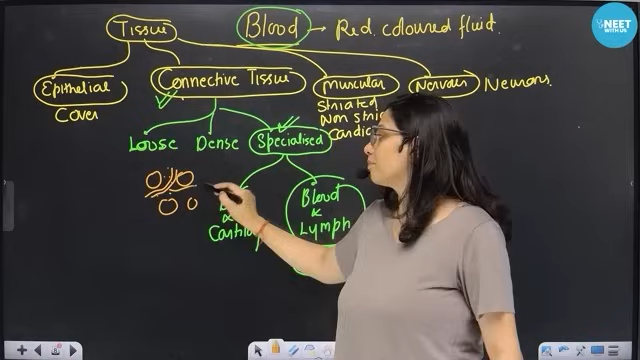 Tissue
Blood → Red coloured fluid.
NEET
WITH US
Epithelial
Connective Tissue
Muscular
Nervous
Neurons
Cover
Striated
Non stri
Cardia
Loose
Dense
Specialised
Blood
&
Lymph
&